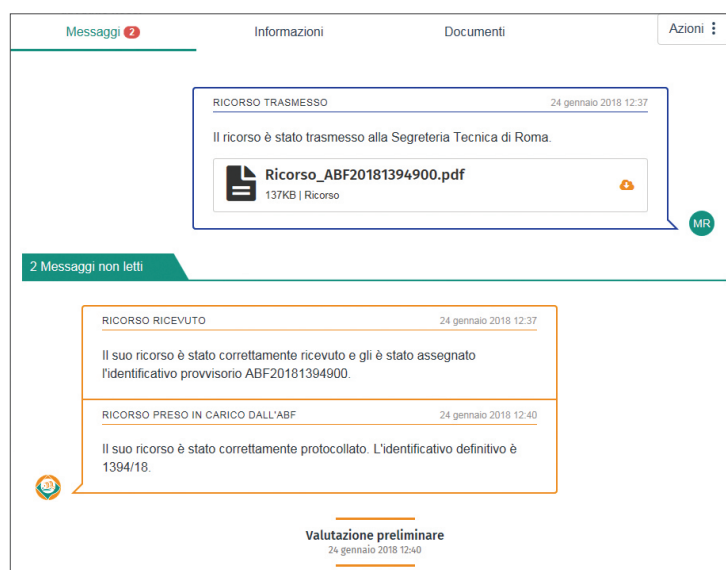 Messaggi 2 Informazioni Documenti Azioni
RICORSO TRASMESSO 24 gennaio 2018 12:37
Il ricorso è stato trasmesso alla Segreteria Tecnica di Roma.
Ricorso_ABF20181394900.pdf
137KB | Ricorso
MR
2 Messaggi non letti
RICORSO RICEVUTO 24 gennaio 2018 12:37
Il suo ricorso è stato correttamente ricevuto e gli è stato assegnato
l'identificativo provvisorio ABF20181394900.
RICORSO PRESO IN CARICO DALL'ABF 24 gennaio 2018 12:40
Il suo ricorso è stato correttamente protocollato. L'identificativo definitivo è
1394/18.
Valutazione preliminare
24 gennaio 2018 12:40